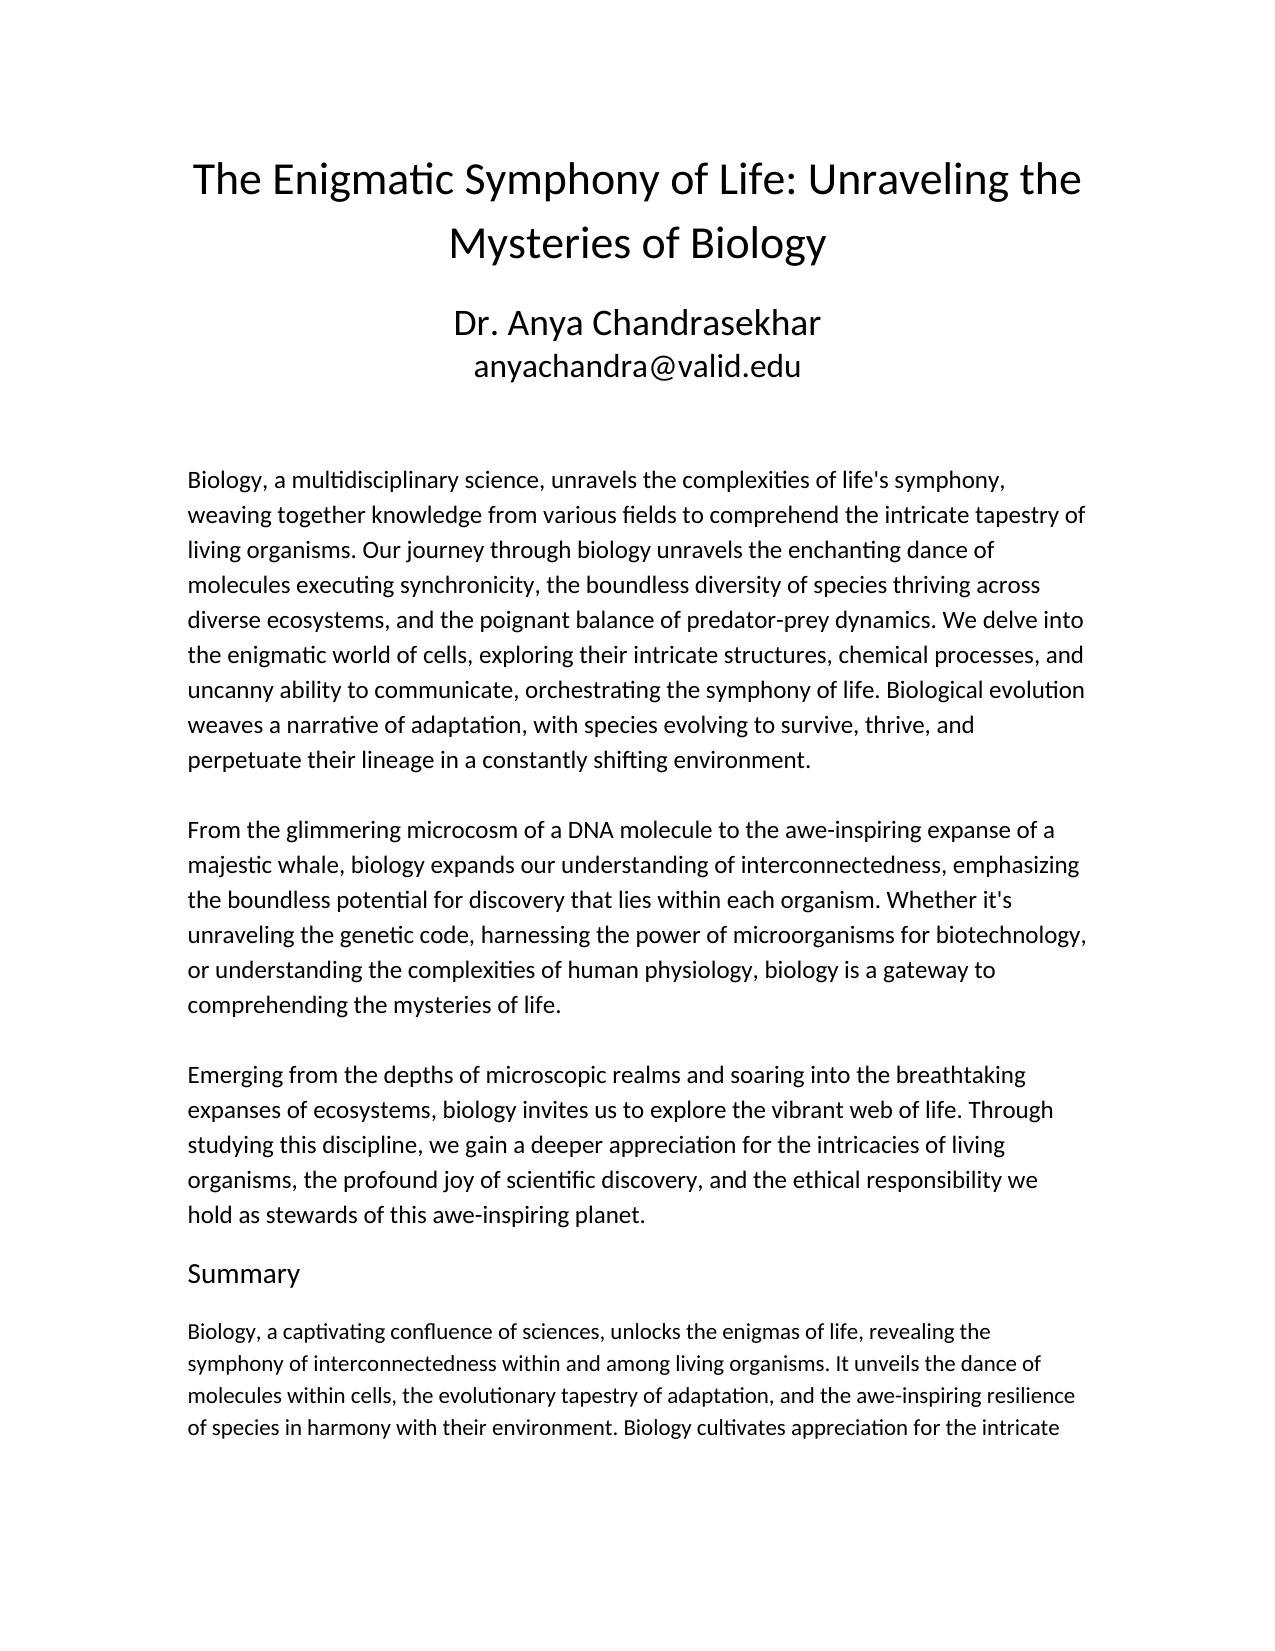 The Enigmatic Symphony of Life: Unraveling the
Mysteries of Biology
Dr. Anya Chandrasekhar
anyachandra@valid.edu
Biology, a multidisciplinary science, unravels the complexities of life's symphony,
weaving together knowledge from various fields to comprehend the intricate tapestry of
living organisms. Our journey through biology unravels the enchanting dance of
molecules executing synchronicity, the boundless diversity of species thriving across
diverse ecosystems, and the poignant balance of predator-prey dynamics. We delve into
the enigmatic world of cells, exploring their intricate structures, chemical processes, and
uncanny ability to communicate, orchestrating the symphony of life. Biological evolution
weaves a narrative of adaptation, with species evolving to survive, thrive, and
perpetuate their lineage in a constantly shifting environment.
From the glimmering microcosm of a DNA molecule to the awe-inspiring expanse of a
majestic whale, biology expands our understanding of interconnectedness, emphasizing
the boundless potential for discovery that lies within each organism. Whether it's
unraveling the genetic code, harnessing the power of microorganisms for biotechnology,
or understanding the complexities of human physiology, biology is a gateway to
comprehending the mysteries of life.
Emerging from the depths of microscopic realms and soaring into the breathtaking
expanses of ecosystems, biology invites us to explore the vibrant web of life. Through
studying this discipline, we gain a deeper appreciation for the intricacies of living
organisms, the profound joy of scientific discovery, and the ethical responsibility we
hold as stewards of this awe-inspiring planet.
Summary
Biology, a captivating confluence of sciences, unlocks the enigmas of life, revealing the
symphony of interconnectedness within and among living organisms. It unveils the dance of
molecules within cells, the evolutionary tapestry of adaptation, and the awe-inspiring resilience
of species in harmony with their environment. Biology cultivates appreciation for the intricate